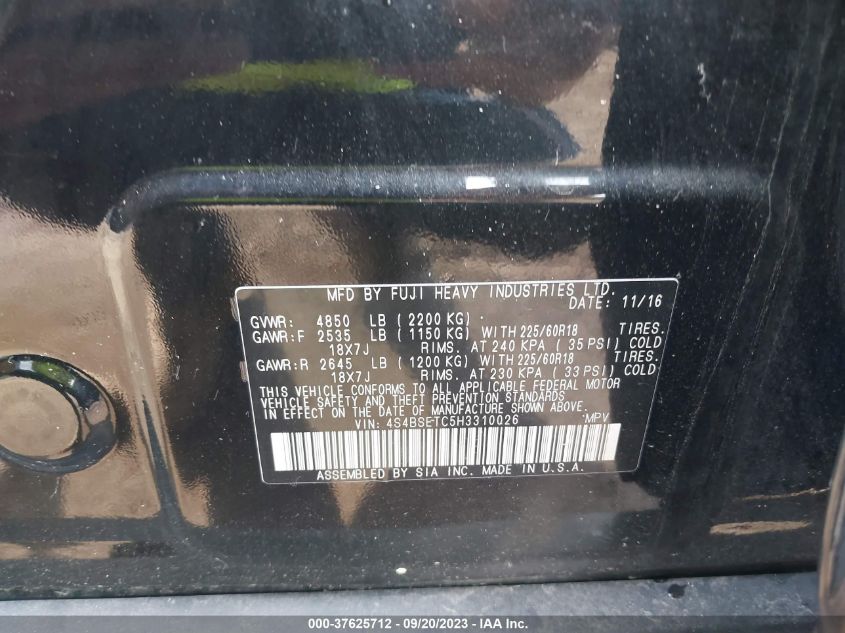 MFD BY FUJI HEAVY INDUSTRIES LTD.
DATE: 11/16
GVWR: 4850 LB ( 2200 KG)
GAWR:F 2535 LB ( 1150 KG) WITH 225/60R18 TIRES.
18X7J RIMS. AT 240 KPA ( 35 PSI) COLD
GAWR:R 2645 LB ( 1200 KG) WITH 225/60R18 TIRES.
18X7J RIMS. AT 230 KPA ( 33 PSI) COLD
THIS VEHICLE CONFORMS TO ALL APPLICABLE FEDERAL MOTOR
VEHICLE SAFETY AND THEFT PREVENTION STANDARDS
IN EFFECT ON THE DATE OF MANUFACTURE SHOWN ABOVE.
VIN: 4S4BSETC5H3310026 MPV
ASSEMBLED BY SIA INC. MADE IN U.S.A.
000-37625712 - 09/20/2023 - IAA Inc.